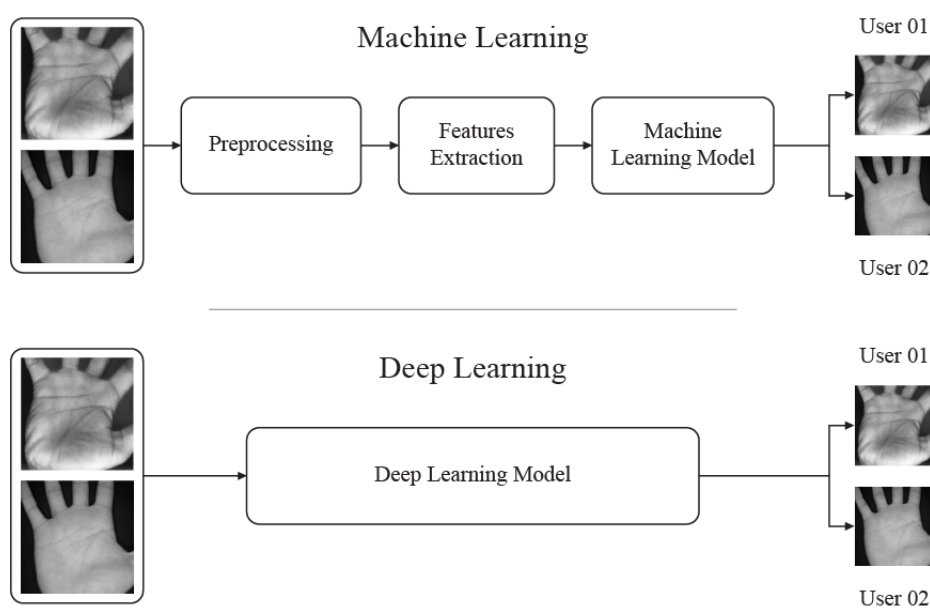 Machine Learning
User 01
Preprocessing
Features
Extraction
Machine
Learning Model
User 02
Deep Learning
User 01
Deep Learning Model
User 02